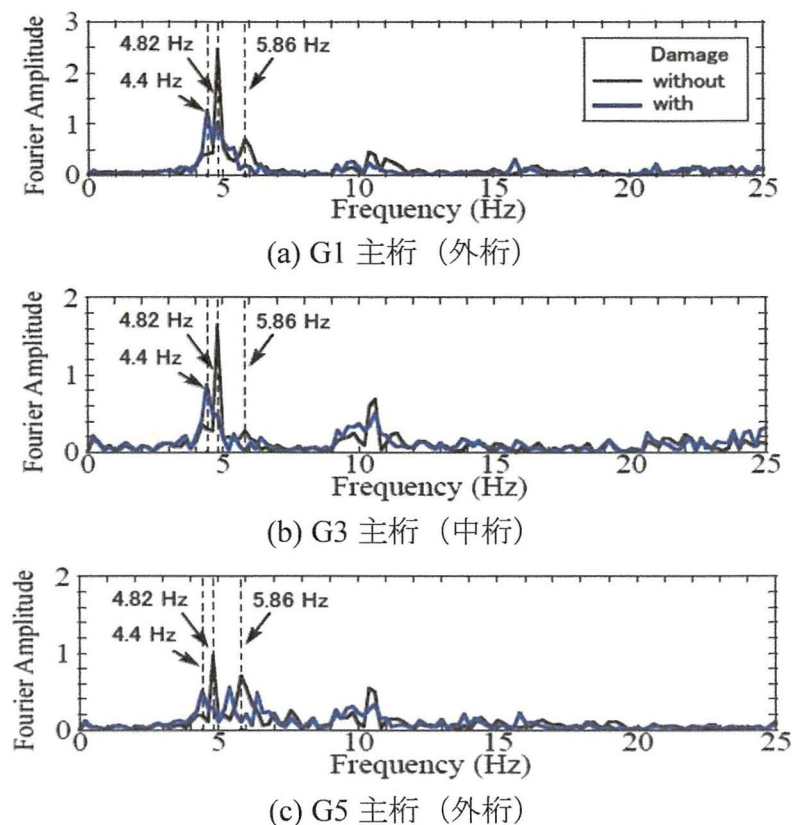 3
2
1
0
Fourier Amplitude
4.82 Hz
5.86 Hz
4.4 Hz
Damage
without
with
0 5 10 15 20 25
Frequency (Hz)
(a) G1 主桁（外桁）
2
1
0
Fourier Amplitude
4.82 Hz
5.86 Hz
4.4 Hz
0 5 10 15 20 25
Frequency (Hz)
(b) G3 主桁（中桁）
2
1
0
Fourier Amplitude
4.82 Hz
5.86 Hz
4.4 Hz
0 5 10 15 20 25
Frequency (Hz)
(c) G5 主桁（外桁）